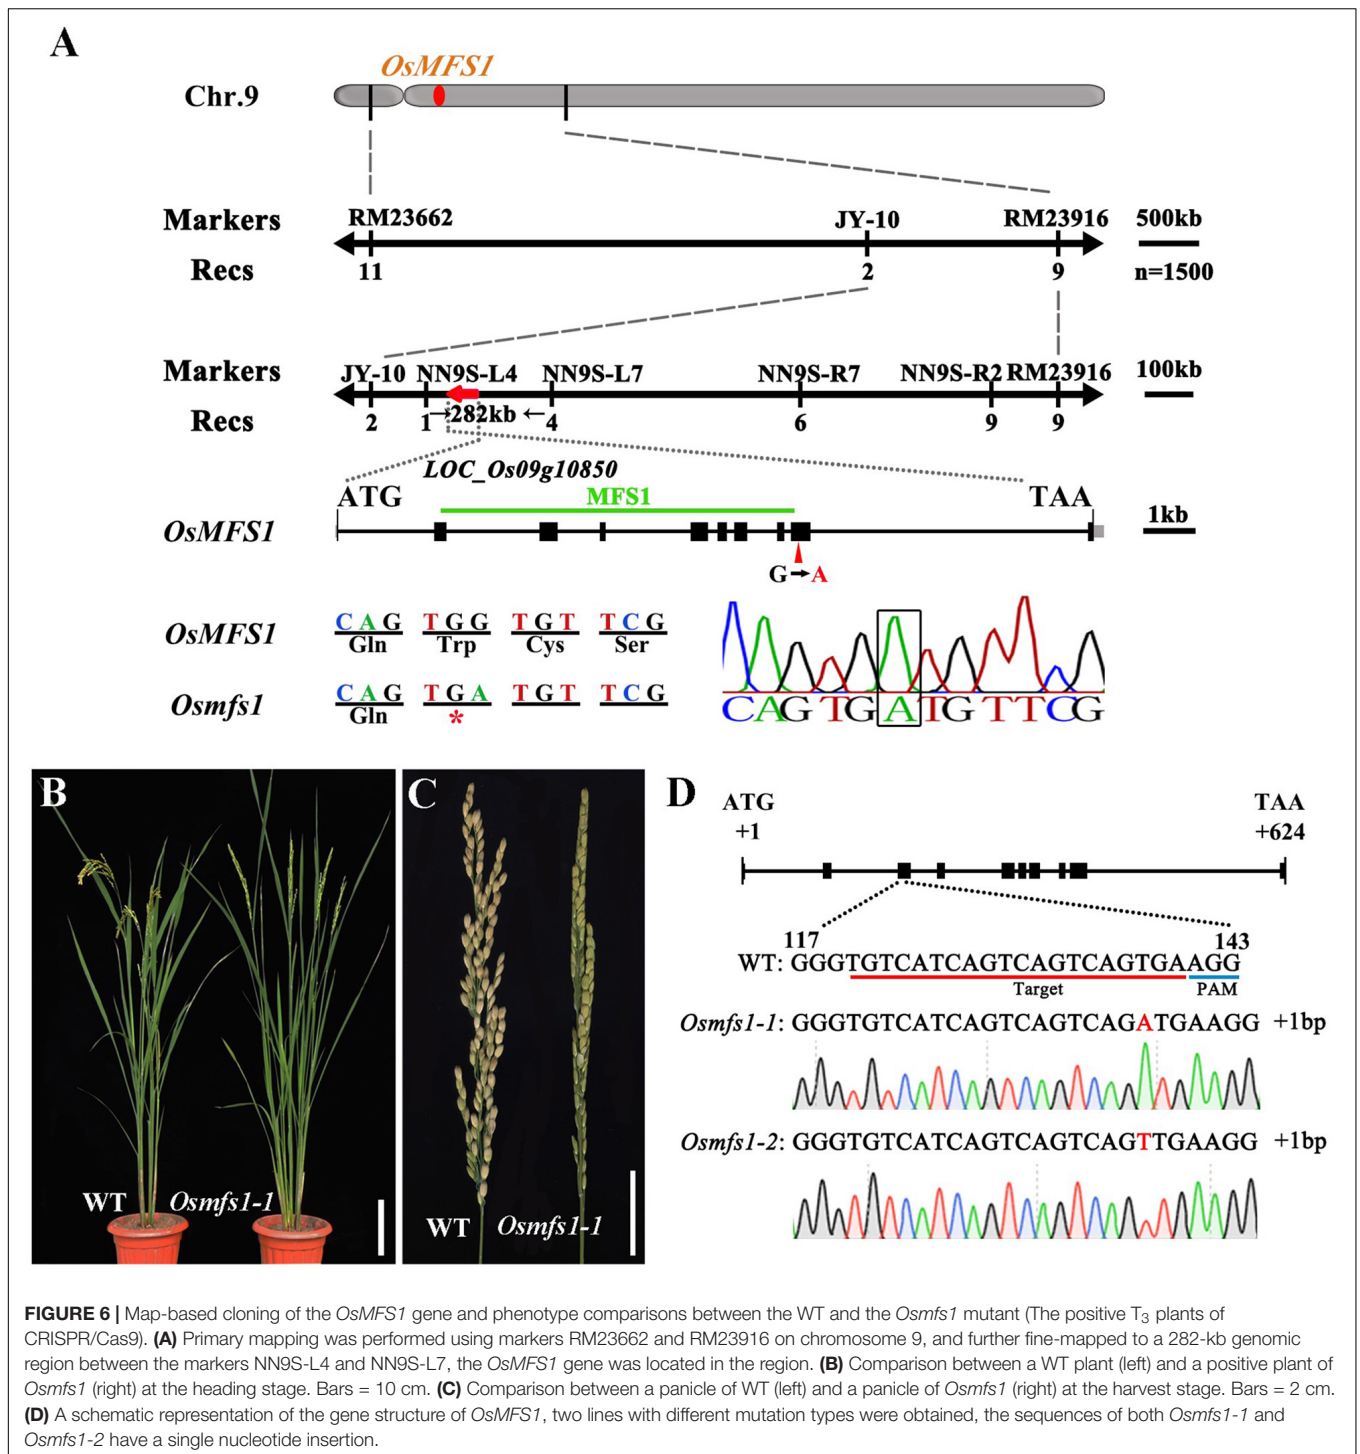 A
OsMFS1
Chr.9
Markers RM23662 JY-10 RM23916 500kb
Recs 11 2 9 n=1500
Markers JY-10 NN9S-L4 NN9S-L7 NN9S-R7 NN9S-R2 RM23916 100kb
→282kb ←
Recs 2 1 4 6 9 9
LOC_Os09g10850
ATG MFS1 TAA
OsMFS1 1kb
G→A
OsMFS1 CAG TGG TGT TCG
Gln Trp Cys Ser
Osmfs1 CAG TGA TGT TCG
Gln *
CAGTGATGTTCG
B
WT Osmfs1-1
C
WT Osmfs1-1
D
ATG TAA
+1 +624
117 143
WT: GGGTGTCATCAGTCAGTCAGTGAAGG
Target PAM
Osmfs1-1: GGGTGTCATCAGTCAGTCAGATGAAGG +1bp
Osmfs1-2: GGGTGTCATCAGTCAGTCAGTTGAAGG +1bp
FIGURE 6 | Map-based cloning of the OsMFS1 gene and phenotype comparisons between the WT and the Osmfs1 mutant (The positive T3 plants of
CRISPR/Cas9). (A) Primary mapping was performed using markers RM23662 and RM23916 on chromosome 9, and further fine-mapped to a 282-kb genomic
region between the markers NN9S-L4 and NN9S-L7, the OsMFS1 gene was located in the region. (B) Comparison between a WT plant (left) and a positive plant of
Osmfs1 (right) at the heading stage. Bars = 10 cm. (C) Comparison between a panicle of WT (left) and a panicle of Osmfs1 (right) at the harvest stage. Bars = 2 cm.
(D) A schematic representation of the gene structure of OsMFS1, two lines with different mutation types were obtained, the sequences of both Osmfs1-1 and
Osmfs1-2 have a single nucleotide insertion.